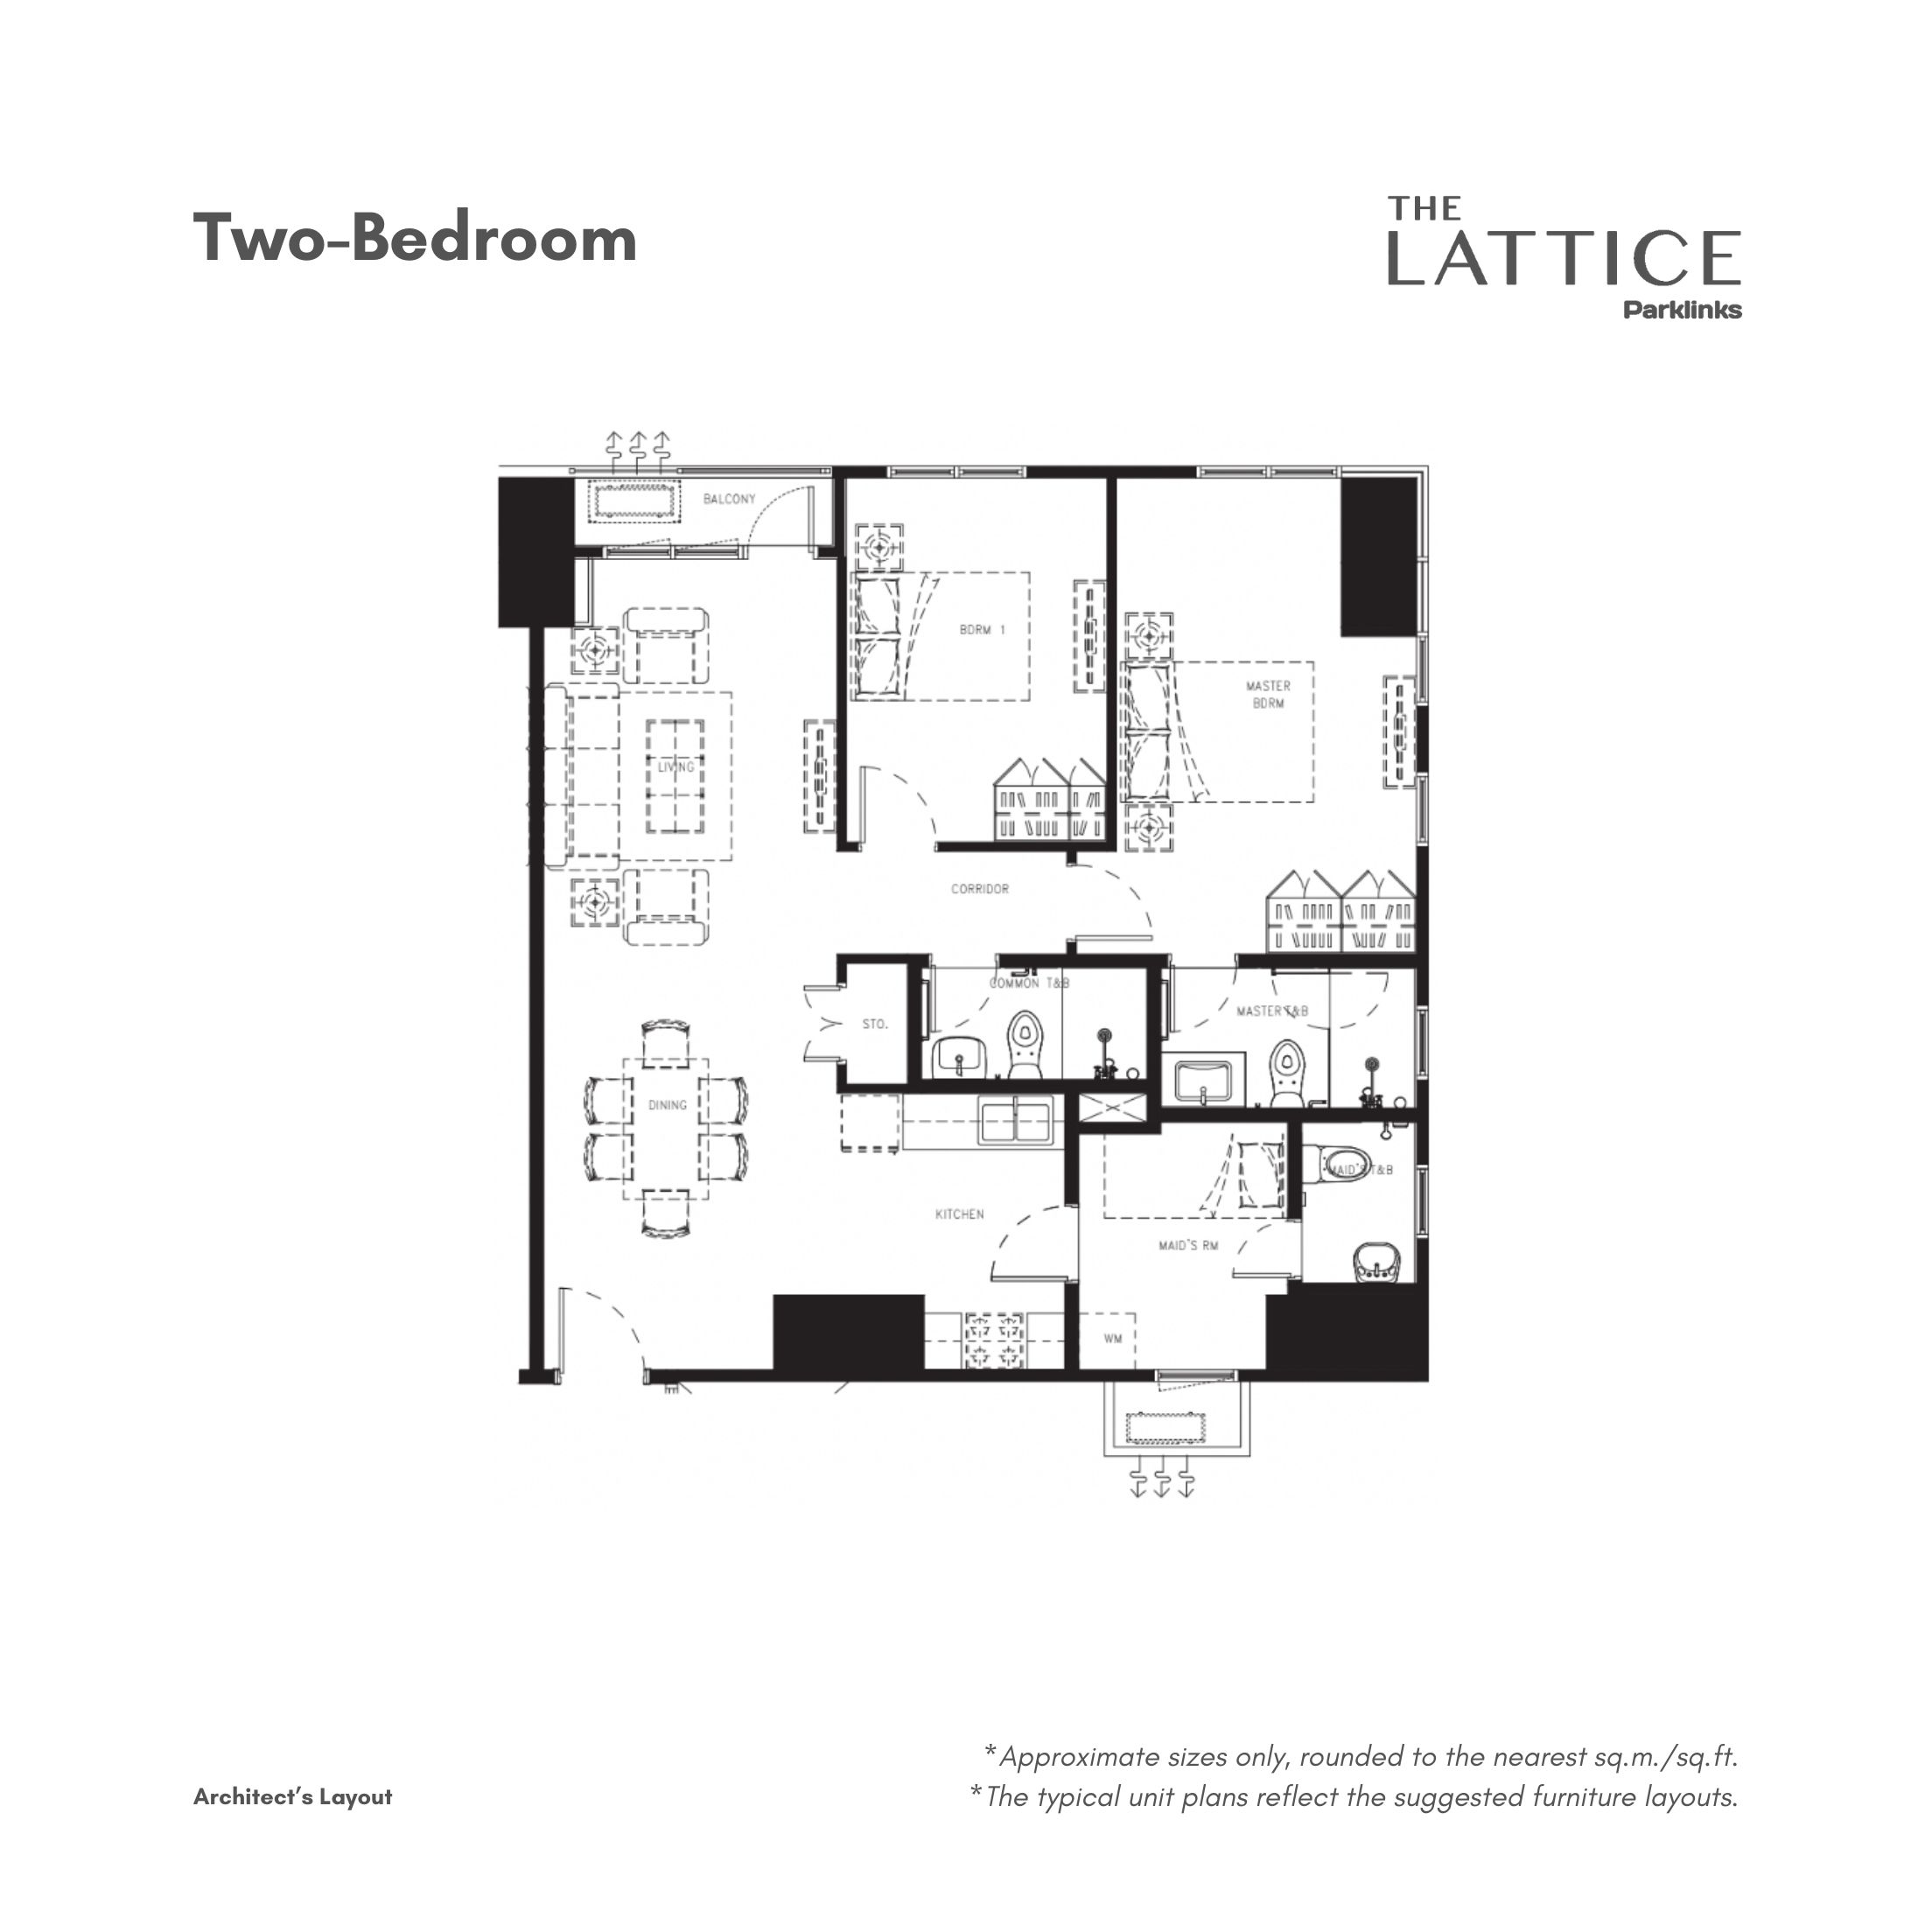 Two-Bedroom
THE
LATTICE
Parklinks
BALCONY
BDRM 1
MASTER
BDRM
LIVING
CORRIDOR
COMMON T&B
MASTER T&B
STO.
DINING
MAID'S T&B
KITCHEN
MAID'S RM
WM
*Approximate sizes only, rounded to the nearest sq.m./sq.ft.
Architect's Layout
*The typical unit plans reflect the suggested furniture layouts.